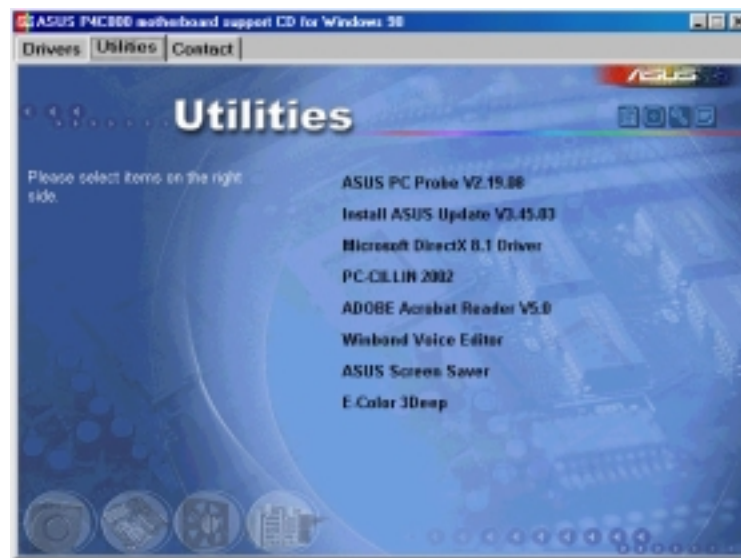 ASUS P4C800 motherboard support CD for Windows 98
Drivers Utilities Contact
ASUS
Utilities
Please select items on the right
side.
ASUS PC Probe V2.19.08
Install ASUS Update V3.45.03
Microsoft DirectX 8.1 Driver
PC-CILLIN 2002
ADOBE Acrobat Reader V5.0
Winbond Voice Editor
ASUS Screen Saver
E-Color 3Deep